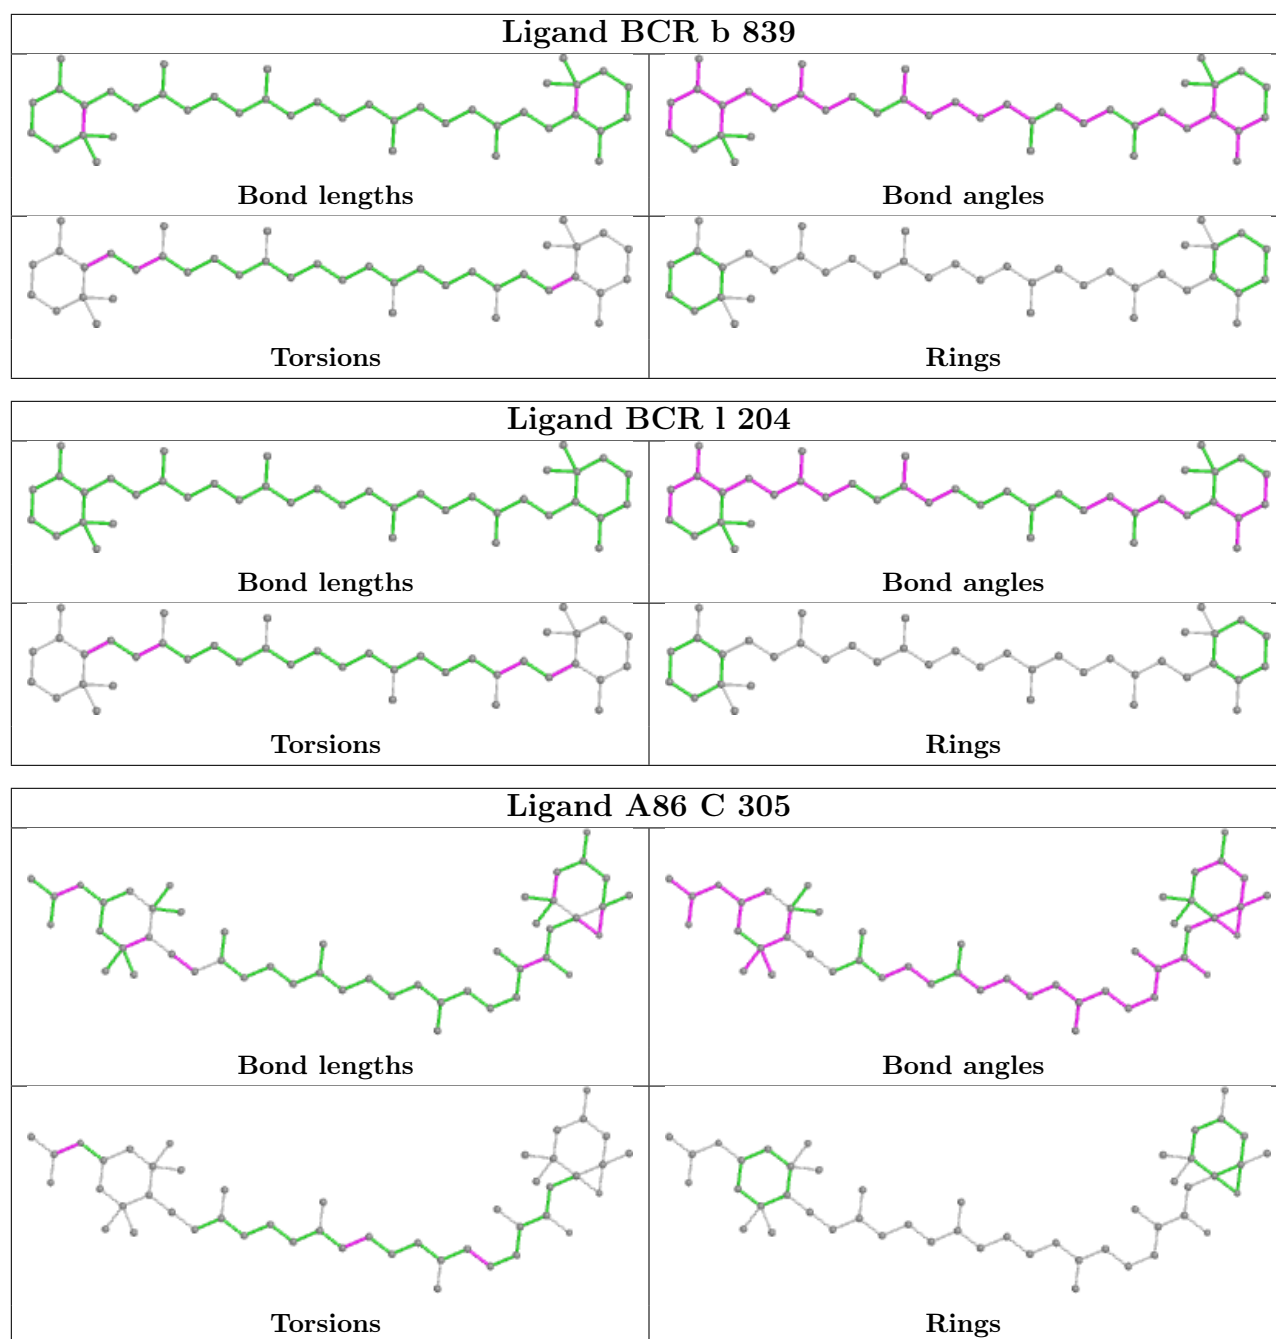 Ligand BCR b 839
Bond lengths
Bond angles
Torsions
Rings
Ligand BCR l 204
Bond lengths
Bond angles
Torsions
Rings
Ligand A86 C 305
Bond lengths
Bond angles
Torsions
Rings